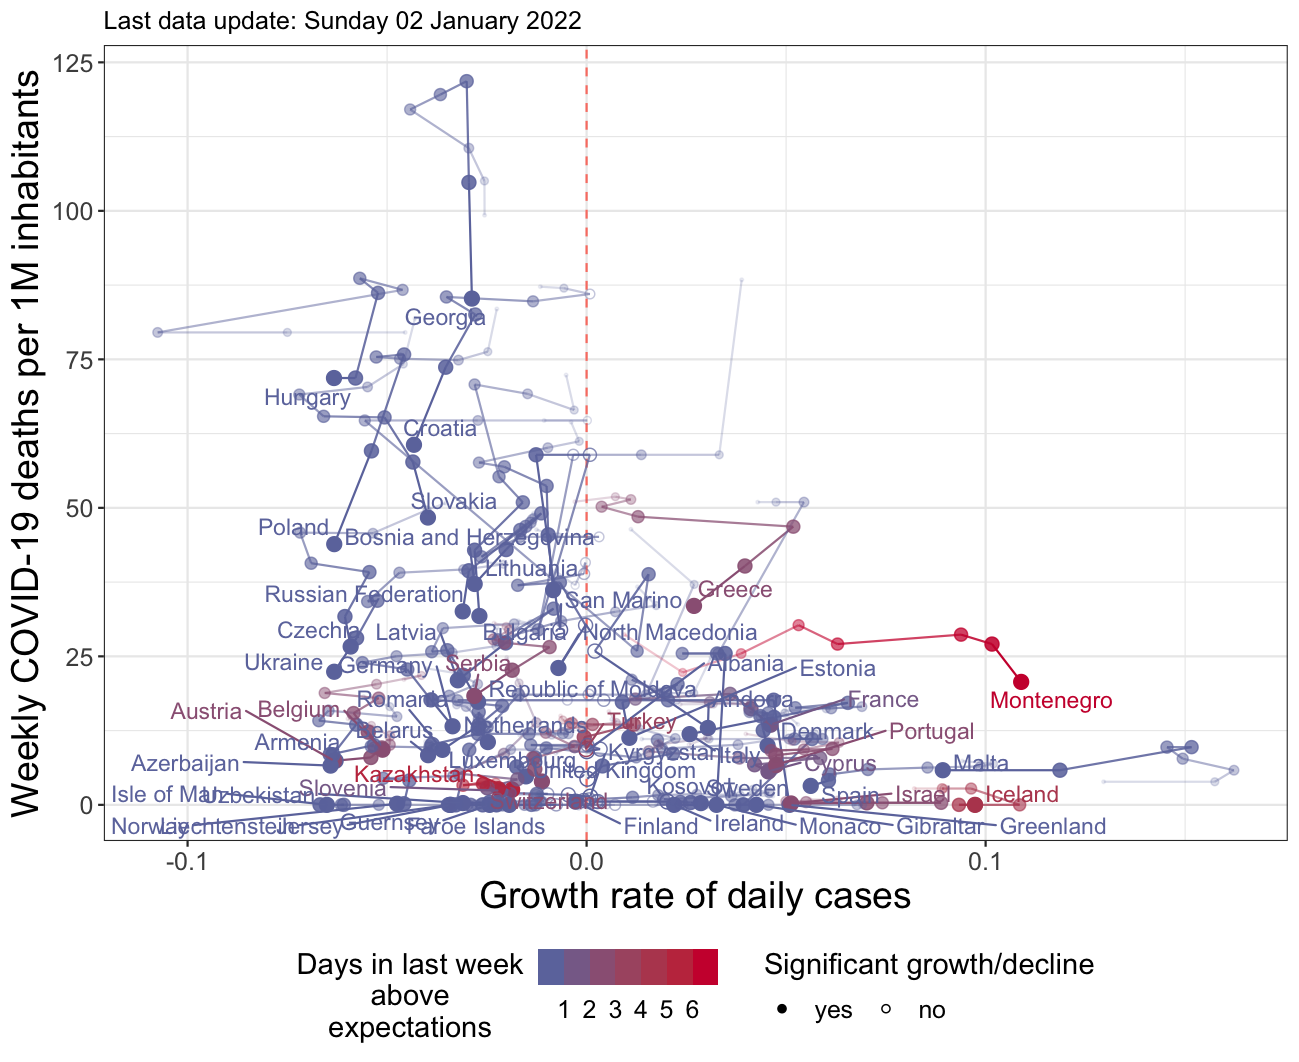 Last data update: Sunday 02 January 2022
Weekly COVID-19 deaths per 1M inhabitants
125
100
75
50
25
0
Georgia
Hungary
Croatia
Slovakia
Poland
Bosnia and Herzegovina
Lithuania
Russian Federation
San Marino
Greece
Czechia
Latvia
Bulgaria
North Macedonia
Ukraine
Germany
Serbia
Albania
Estonia
Romania
Republic of Moldova
Andorra
France
Montenegro
Austria
Belgium
Belarus
Netherlands
Turkey
Denmark
Portugal
Armenia
Azerbaijan
Luxembourg
Kyrgyzstan
Italy
Cyprus
Malta
Kazakhstan
United Kingdom
Slovenia
Kosovo
Sweden
Isle of Man
Uzbekistan
Switzerland
Spain
Israel
Iceland
Norway
Liechtenstein
Jersey
Guernsey
Faroe Islands
Finland
Ireland
Monaco
Gibraltar
Greenland
-0.1
0.0
0.1
Growth rate of daily cases
Days in last week
above
expectations
1 2 3 4 5 6
Significant growth/decline
yes
no